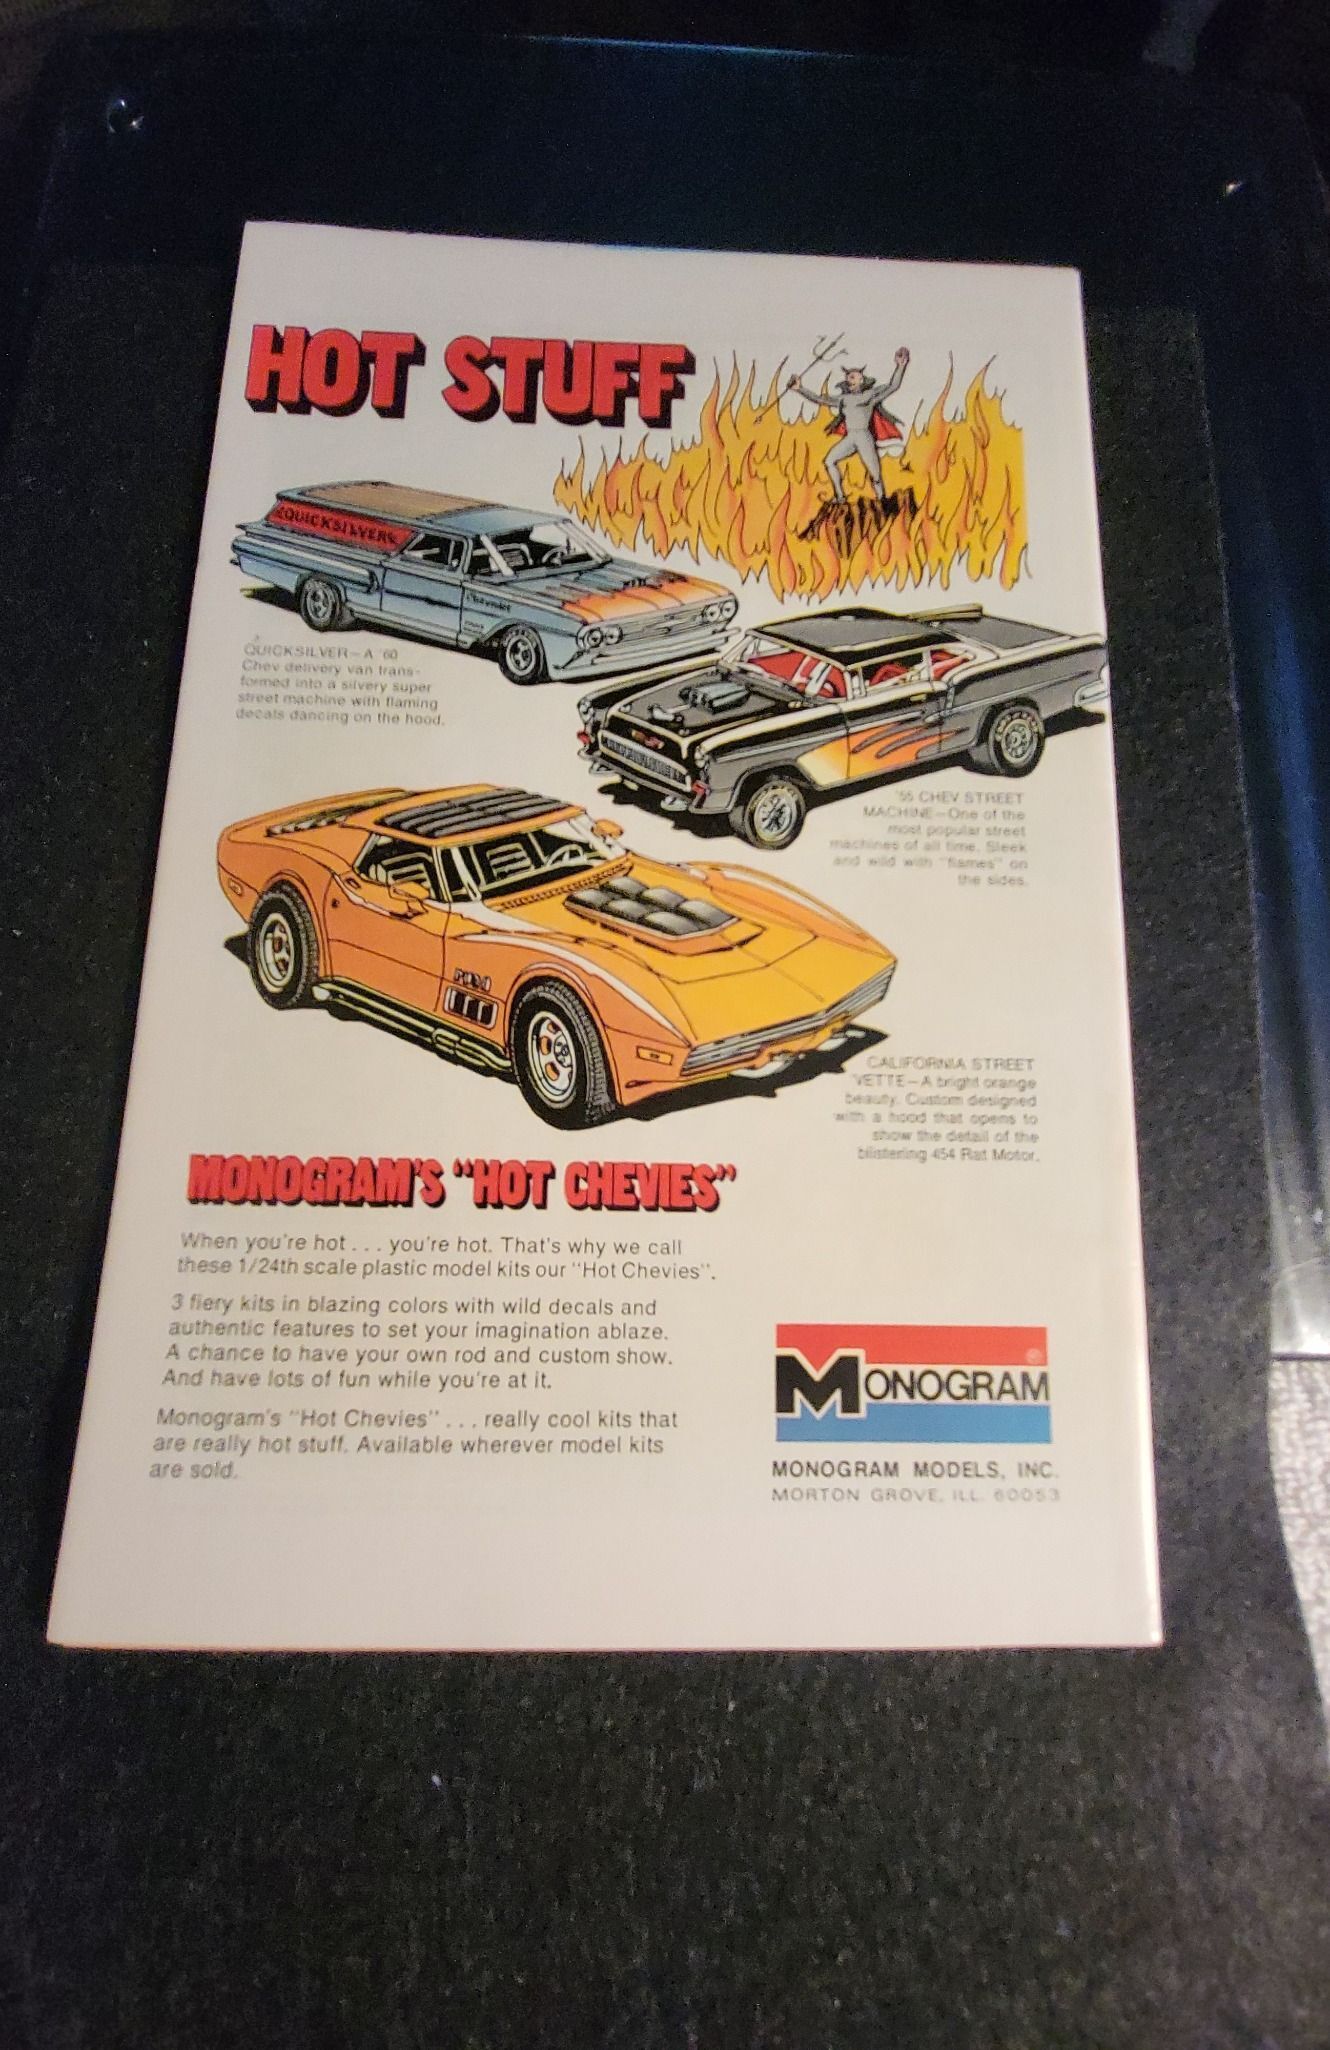 HOT STUFF
QUICKSILVER
Chevrolet
QUICKSILVER—A '60
Chev delivery van trans-
formed into a silvery super
street machine with flaming
decals dancing on the hood.
'55 CHEV STREET
MACHINE—One of the
most popular street
machines of all time. Sleek
and wild with "flames" on
the sides.
CALIFORNIA STREET
'VETTE—A bright orange
beauty. Custom designed
with a hood that opens to
show the detail of the
blistering 454 Rat Motor.
MONOGRAM'S "HOT CHEVIES"
When you're hot . . . you're hot. That's why we call
these 1/24th scale plastic model kits our "Hot Chevies".
3 fiery kits in blazing colors with wild decals and
authentic features to set your imagination ablaze.
A chance to have your own rod and custom show.
And have lots of fun while you're at it.
Monogram's "Hot Chevies" . . . really cool kits that
are really hot stuff. Available wherever model kits
are sold.
MONOGRAM®
MONOGRAM MODELS, INC.
MORTON GROVE, ILL. 60053